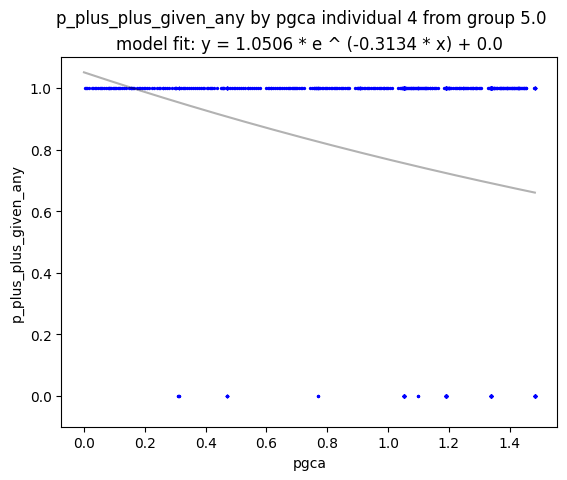 p_plus_plus_given_any by pgca individual 4 from group 5.0
model fit: y = 1.0506 * e ^ (-0.3134 * x) + 0.0
1.0
0.8
0.6
0.4
0.2
0.0
p_plus_plus_given_any
0.0 0.2 0.4 0.6 0.8 1.0 1.2 1.4
pgca